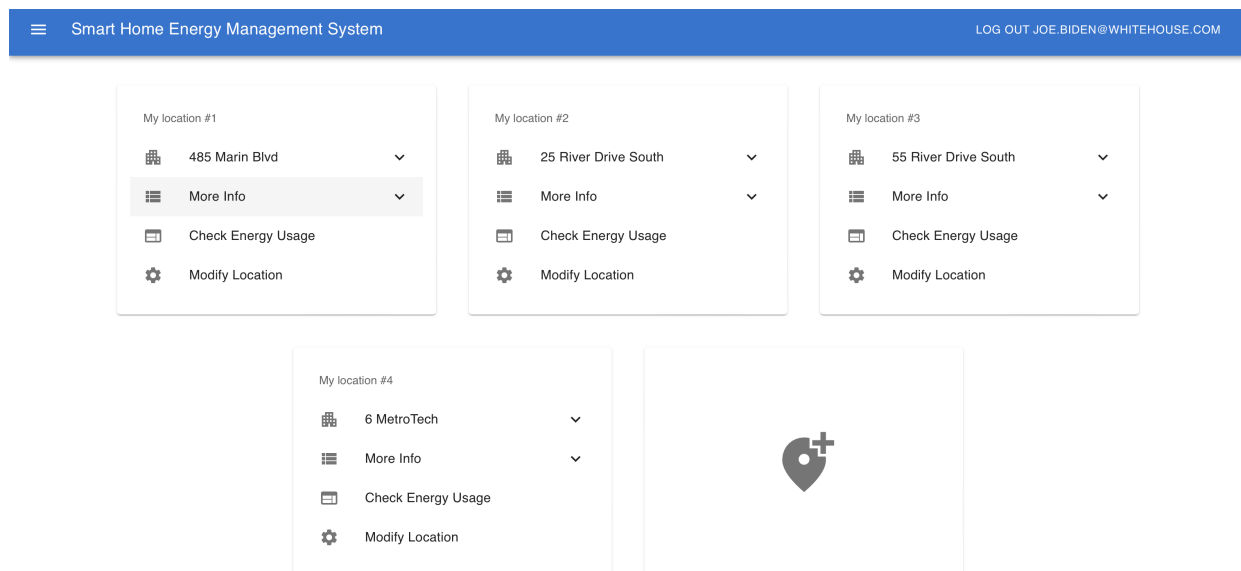 Smart Home Energy Management System
LOG OUT JOE.BIDEN@WHITEHOUSE.COM
My location #1
485 Marin Blvd
More Info
Check Energy Usage
Modify Location
My location #2
25 River Drive South
More Info
Check Energy Usage
Modify Location
My location #3
55 River Drive South
More Info
Check Energy Usage
Modify Location
My location #4
6 MetroTech
More Info
Check Energy Usage
Modify Location